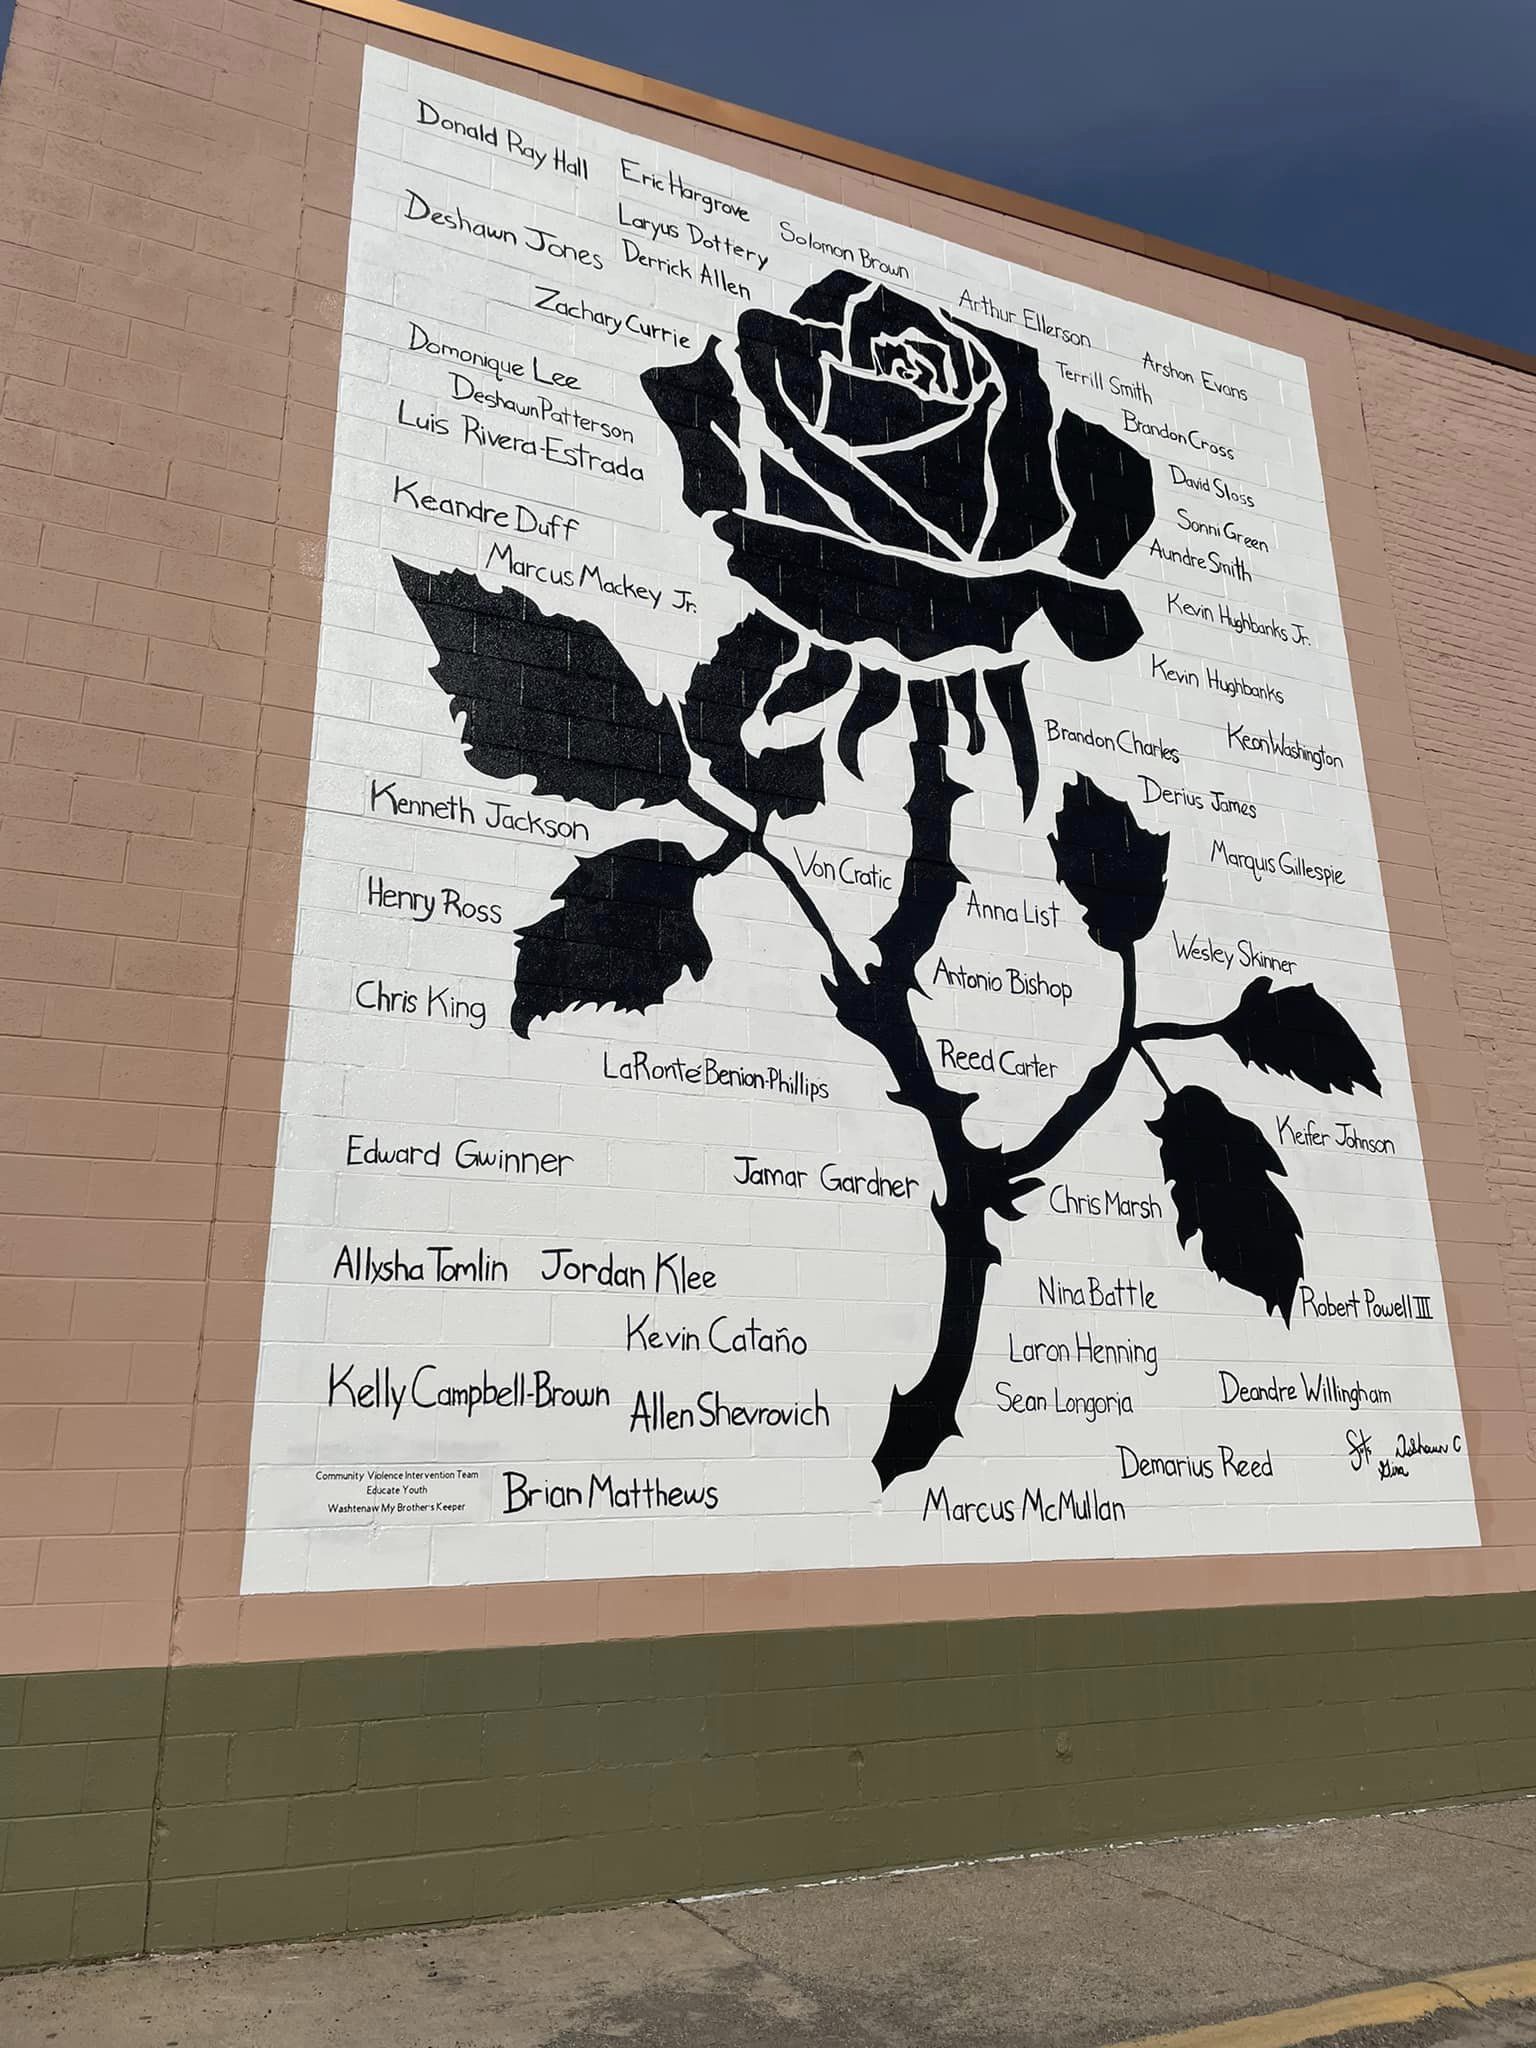 Donald Ray Hall
Eric Hargrove
Laryus Dottery
Solomon Brown
Deshawn Jones
Derrick Allen
Zachary Currie
Arthur Ellerson
Arshon Evans
Domonique Lee
Terrill Smith
Deshawn Patterson
Brandon Cross
Luis Rivera-Estrada
David Sloss
Keandre Duff
Sonni Green
Marcus Mackey Jr.
Aundre Smith
Kevin Hughbanks Jr.
Kevin Hughbanks
Brandon Charles
Keon Washington
Kenneth Jackson
Derius James
Von Cratic
Marquis Gillespie
Henry Ross
Anna List
Wesley Skinner
Chris King
Antonio Bishop
LaRonté Benion-Phillips
Reed Carter
Keifer Johnson
Edward Gwinner
Jamar Gardner
Chris Marsh
Allysha Tomlin
Jordan Klee
Nina Battle
Robert Powell III
Kevin Cataño
Laron Henning
Kelly Campbell-Brown
Allen Shevrovich
Sean Longoria
Deandre Willingham
Demarius Reed
Community Violence Intervention Team
Educate Youth
Washtenaw My Brother's Keeper
Brian Matthews
Marcus McMullan